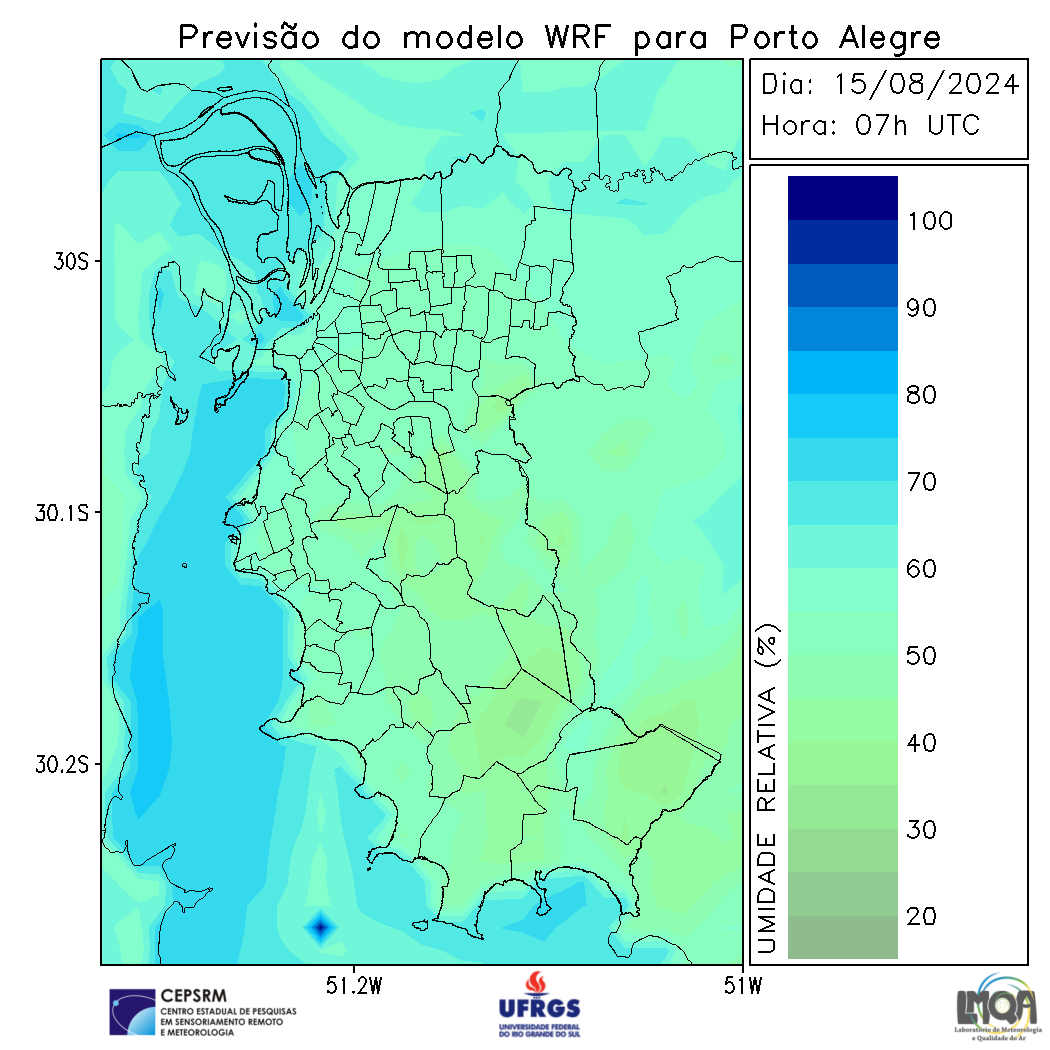 Previsão do modelo WRF para Porto Alegre
Dia: 15/08/2024
Hora: 07h UTC
30S
30.1S
30.2S
51.2W
51W
100
90
80
70
60
50
40
30
20
UMIDADE RELATIVA (%)
CEPSRM
CENTRO ESTADUAL DE PESQUISAS
EM SENSORIAMENTO REMOTO
E METEOROLOGIA
UFRGS
UNIVERSIDADE FEDERAL
DO RIO GRANDE DO SUL
LMQA
Laboratório de Meteorologia
e Qualidade do Ar